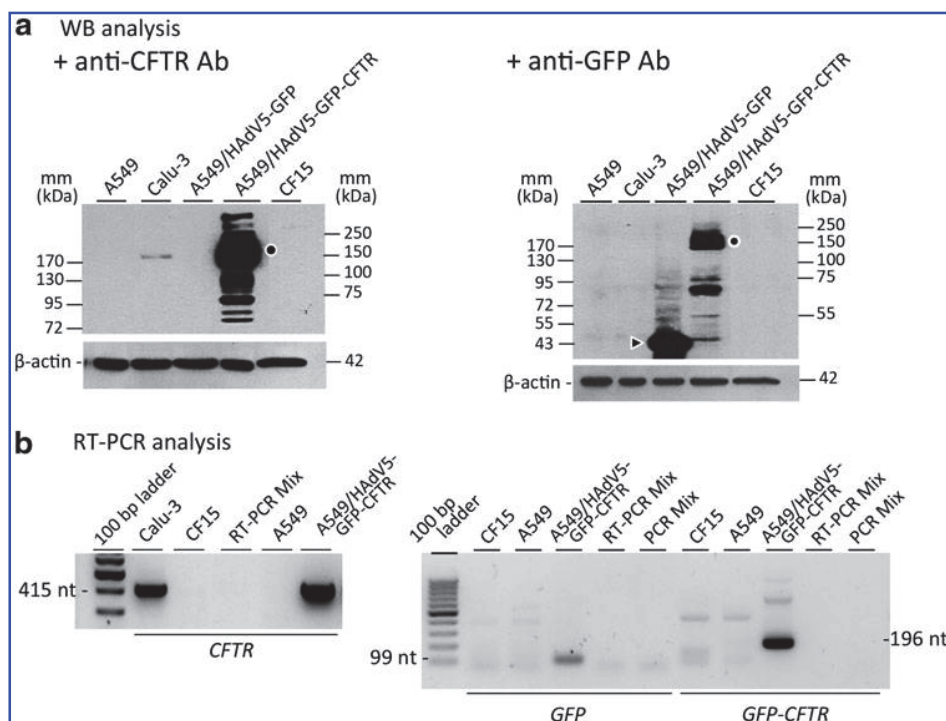 a WB analysis
+ anti-CFTR Ab
+ anti-GFP Ab
A549
Calu-3
A549/HAdV5-GFP
A549/HAdV5-GFP-CFTR
CF15
mm
(kDa)
mm
(kDa)
170
130
95
72
250
150
100
75
β-actin
42
A549
Calu-3
A549/HAdV5-GFP
A549/HAdV5-GFP-CFTR
CF15
mm
(kDa)
mm
(kDa)
170
130
95
72
55
43
250
150
100
75
55
β-actin
42
b RT-PCR analysis
100 bp ladder
Calu-3
CF15
RT-PCR Mix
A549
A549/HAdV5-
GFP-CFTR
415 nt
CFTR
100 bp
ladder
CF15
A549
A549/HAdV5-
GFP-CFTR
RT-PCR Mix
PCR Mix
CF15
A549
A549/HAdV5-
GFP-CFTR
RT-PCR Mix
PCR Mix
99 nt
196 nt
GFP
GFP-CFTR